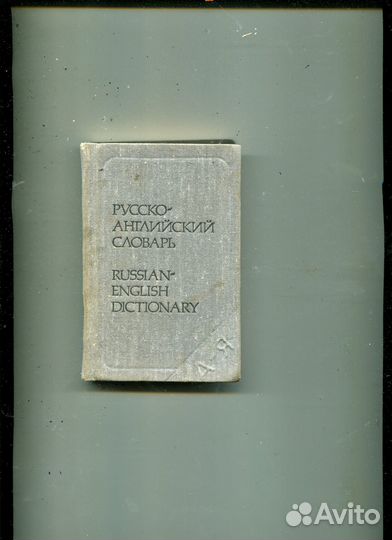 РУССКО-
АНГЛИЙСКИЙ
СЛОВАРЬ
RUSSIAN-
ENGLISH
DICTIONARY
А-Я
Avito